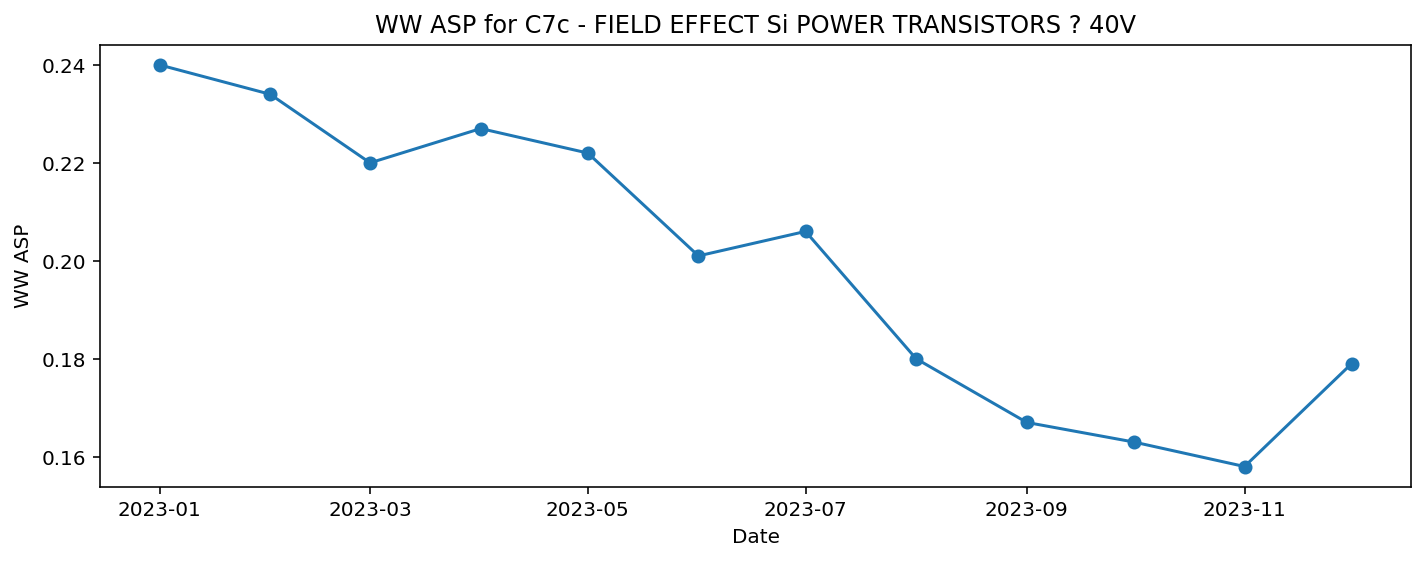 WW ASP for C7c - FIELD EFFECT Si POWER TRANSISTORS ? 40V
WW ASP
0.24
0.22
0.20
0.18
0.16
2023-01 2023-03 2023-05 2023-07 2023-09 2023-11
Date